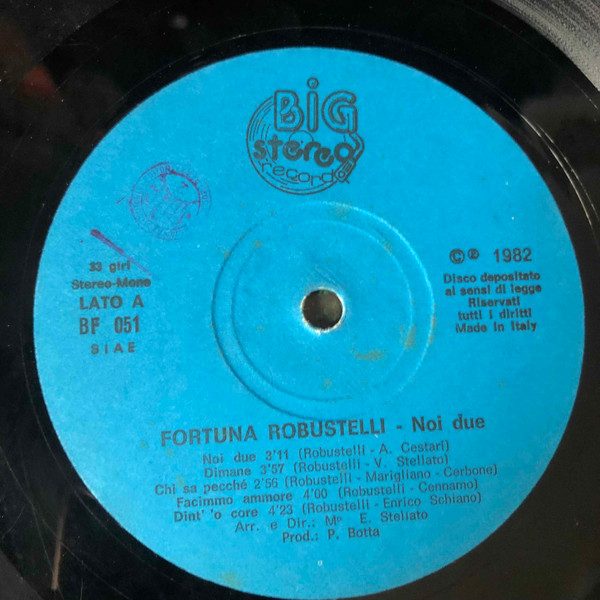 BiG
stereo
records
33 giri
Stereo-Mono
LATO A
BF 051
SIAE
© ℗ 1982
Disco depositato
ai sensi di legge
Riservati
tutti i diritti
Made in Italy
FORTUNA ROBUSTELLI - Noi due
Noi due 3'11 (Robustelli - A. Cestari)
Dimane 3'57 (Robustelli - V. Stellato)
Chi sa pecché 2'56 (Robustelli - Marigliano - Cerbone)
Facimmo ammore 4'00 (Robustelli - Cennamo)
Dint' 'o core 4'23 (Robustelli - Enrico Schiano)
Arr. e Dir.: Mº E. Stellato
Prod.: P. Botta